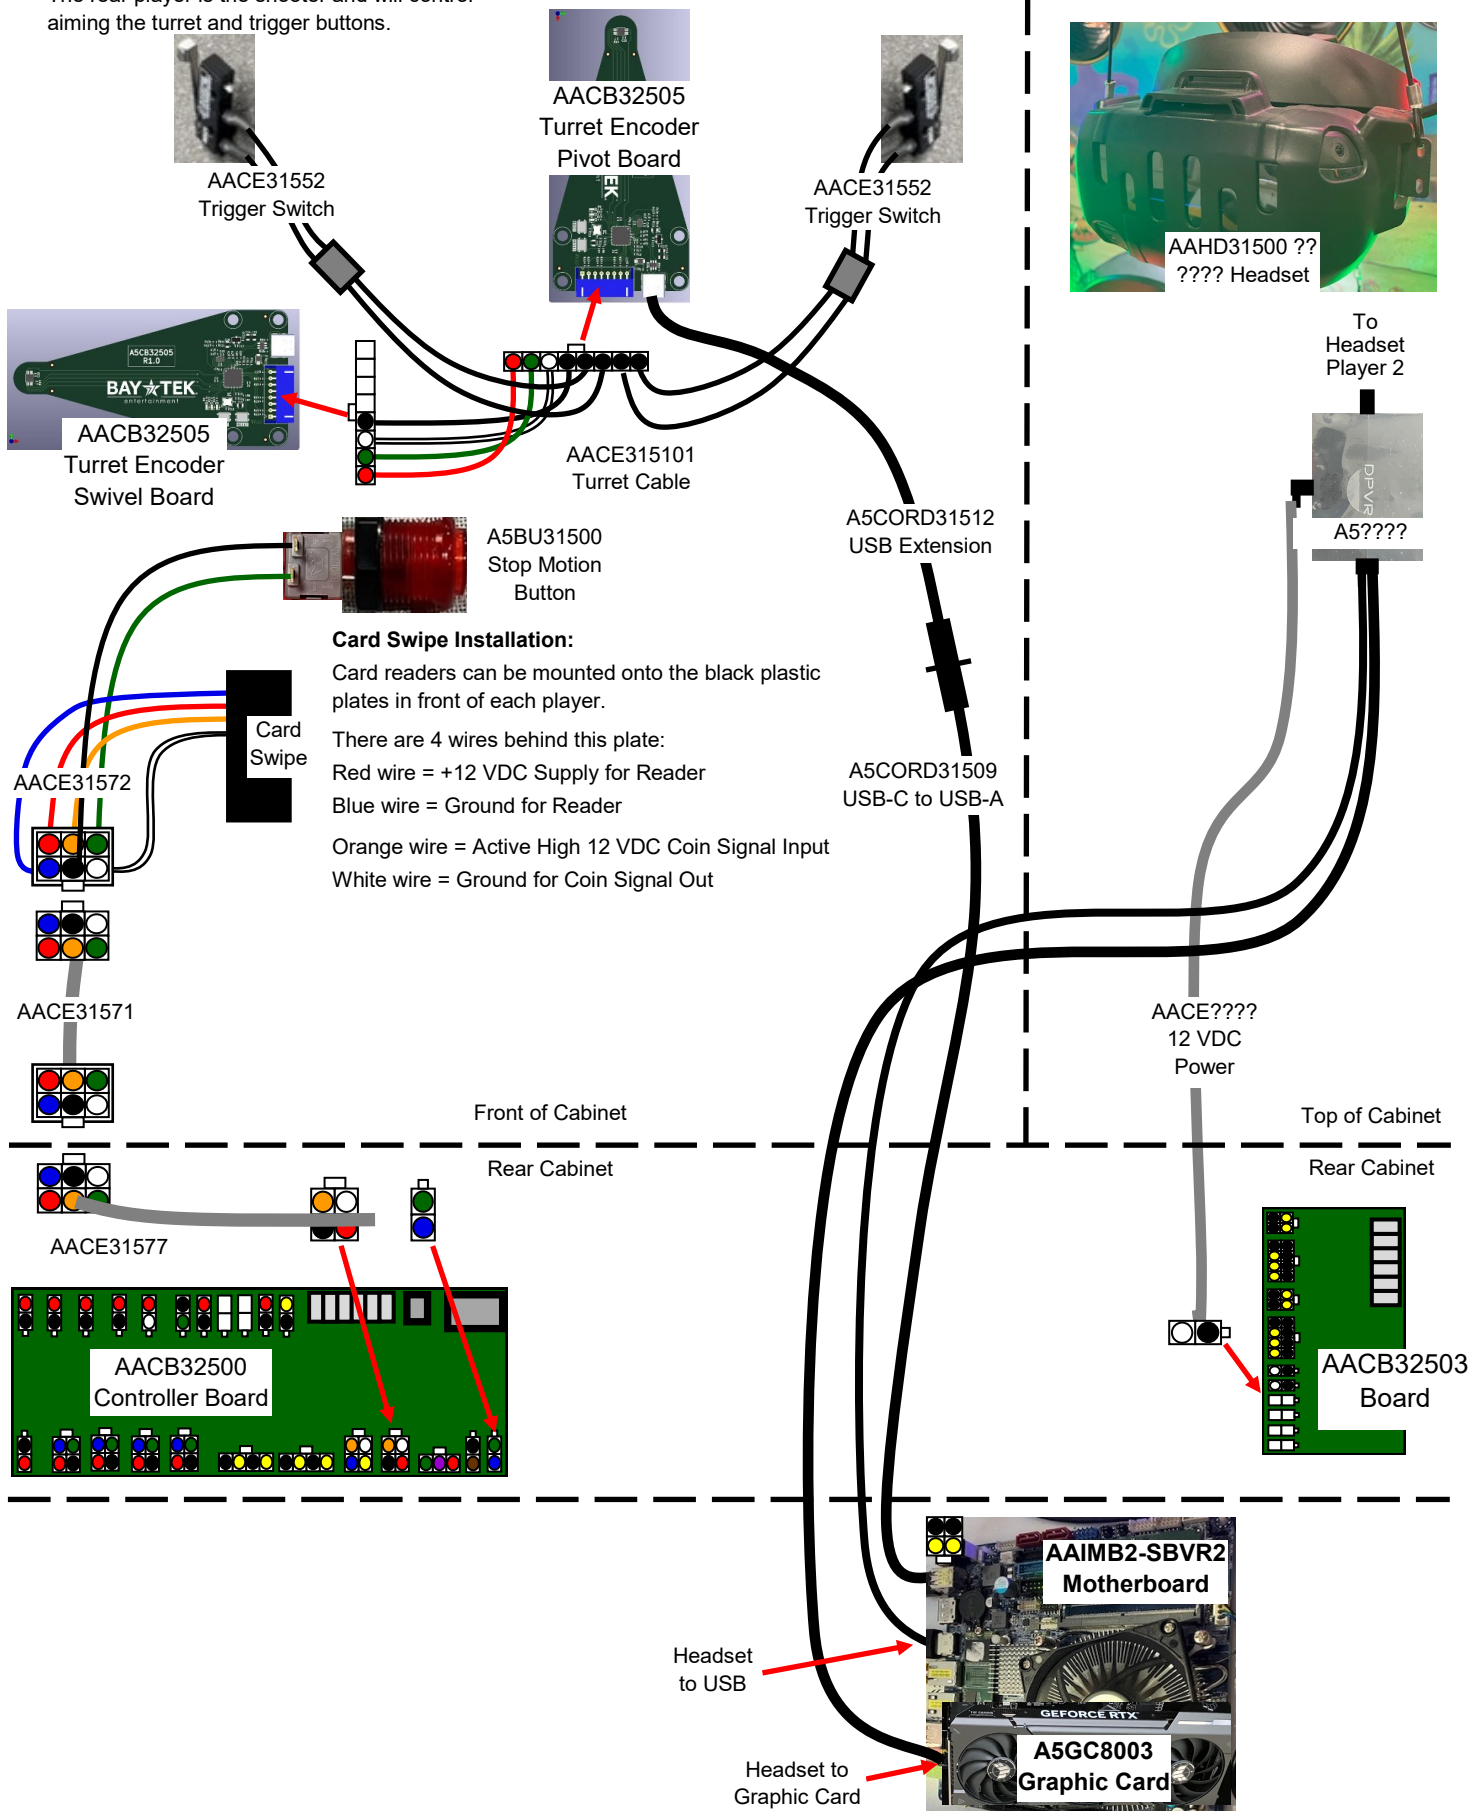 aiming the turret and trigger buttons.
AACB32505
Turret Encoder
Pivot Board
AACE31552
Trigger Switch
AACE31552
Trigger Switch
AAHD31500 ??
???? Headset
To
Headset
Player 2
A5CB32505
R1.0
BAY TEK
entertainment
AACB32505
Turret Encoder
Swivel Board
AACE315101
Turret Cable
DPVR
A5????
A5CORD31512
USB Extension
A5BU31500
Stop Motion
Button
Card Swipe Installation:
Card readers can be mounted onto the black plastic
plates in front of each player.
There are 4 wires behind this plate:
Red wire = +12 VDC Supply for Reader
Blue wire = Ground for Reader
Orange wire = Active High 12 VDC Coin Signal Input
White wire = Ground for Coin Signal Out
Card
Swipe
AACE31572
A5CORD31509
USB-C to USB-A
AACE31571
AACE????
12 VDC
Power
Front of Cabinet
Top of Cabinet
Rear Cabinet
Rear Cabinet
AACE31577
AACB32500
Controller Board
AACB32503
Board
AAIMB2-SBVR2
Motherboard
Headset
to USB
GEFORCE RTX
A5GC8003
Graphic Card
Headset to
Graphic Card